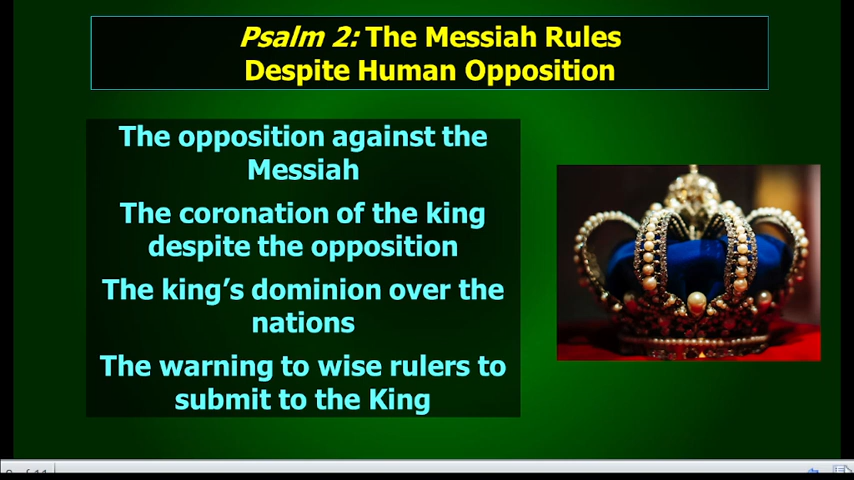 Psalm 2: The Messiah Rules
Despite Human Opposition
The opposition against the
Messiah
The coronation of the king
despite the opposition
The king’s dominion over the
nations
The warning to wise rulers to
submit to the King